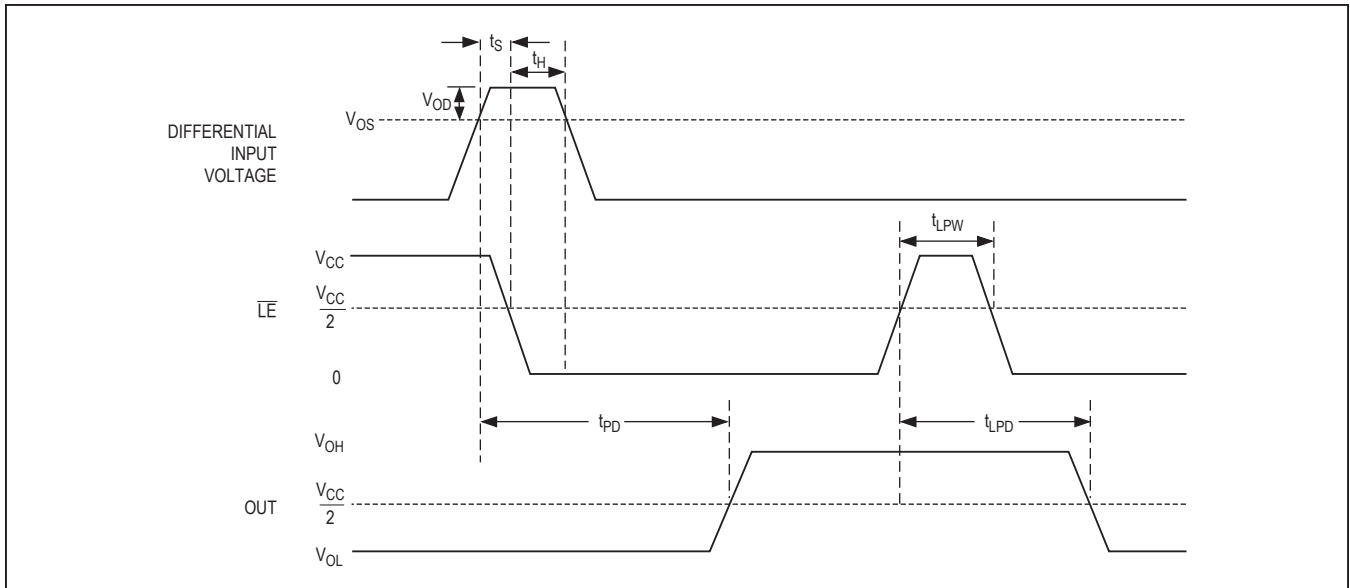 tS
tH
VOD
VOS
DIFFERENTIAL
INPUT
VOLTAGE
tLPW
VCC
VCC
2
LE
0
tPD
tLPD
VOH
VCC
2
OUT
VOL